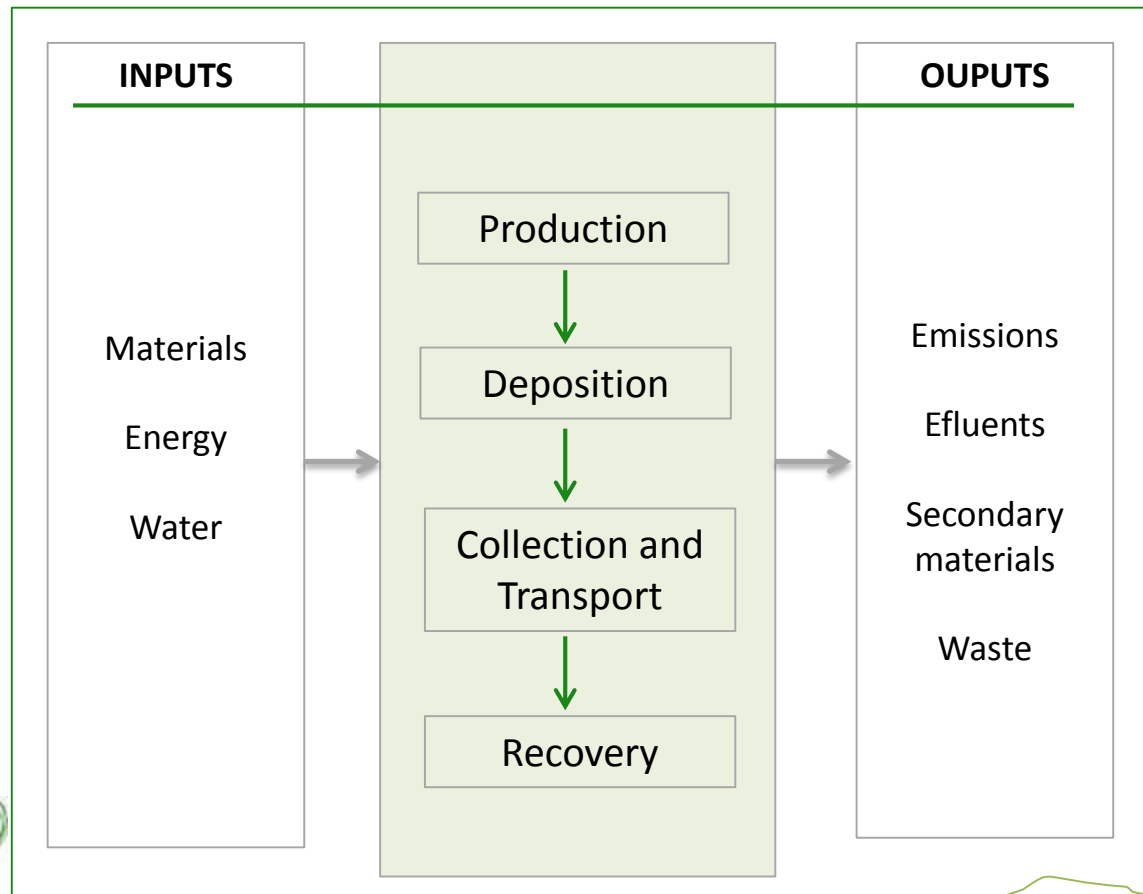 INPUTS
Materials
Energy
Water
Production
Deposition
Collection and
Transport
Recovery
OUPUTS
Emissions
Efluents
Secondary
materials
Waste